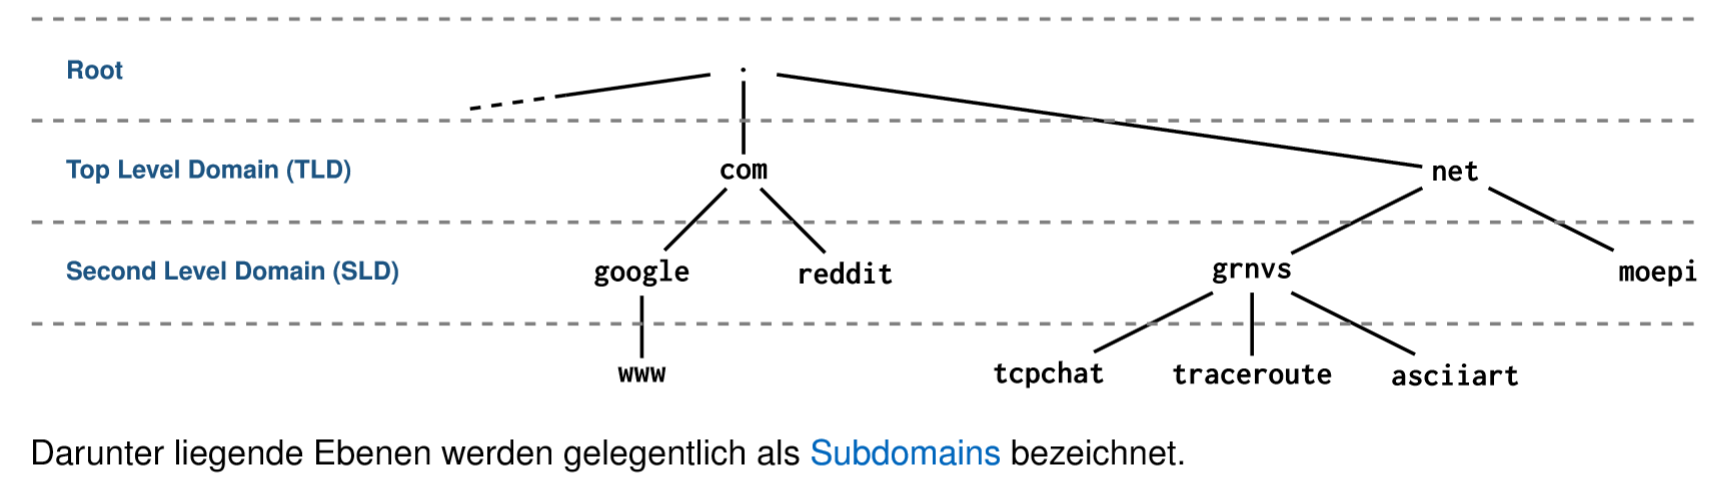 Root .
Top Level Domain (TLD) com net
Second Level Domain (SLD) google reddit grnvs moepi
www tcpchat traceroute asciiart
Darunter liegende Ebenen werden gelegentlich als Subdomains bezeichnet.